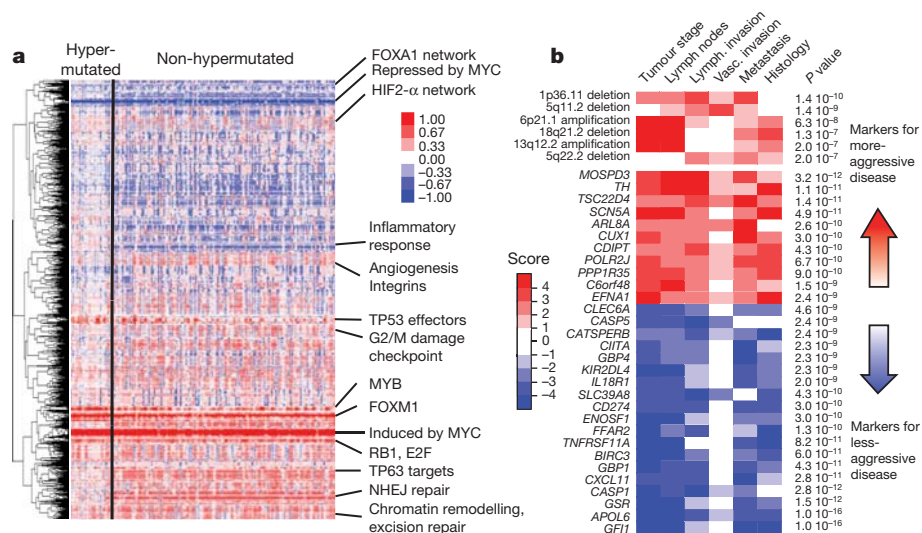 a
Hyper-
mutated
Non-hypermutated
FOXA1 network
Repressed by MYC
HIF2-α network
1.00
0.67
0.33
0.00
−0.33
−0.67
−1.00
Inflammatory
response
Angiogenesis
Integrins
TP53 effectors
G2/M damage
checkpoint
MYB
FOXM1
Induced by MYC
RB1, E2F
TP63 targets
NHEJ repair
Chromatin remodelling,
excision repair
b
Tumour stage
Lymph nodes
Lymph. invasion
Vasc. invasion
Metastasis
Histology
P value
1p36.11 deletion 1.4 10⁻¹⁰
5q11.2 deletion 1.4 10⁻⁹
6p21.1 amplification 6.3 10⁻⁸
18q21.2 deletion 1.3 10⁻⁷
13q12.2 amplification 2.0 10⁻⁷
5q22.2 deletion 2.0 10⁻⁷
MOSPD3 3.2 10⁻¹²
TH 1.1 10⁻¹¹
TSC22D4 1.4 10⁻¹¹
SCN5A 4.9 10⁻¹¹
ARL8A 2.6 10⁻¹⁰
CUX1 3.0 10⁻¹⁰
CDIPT 4.3 10⁻¹⁰
POLR2J 6.7 10⁻¹⁰
PPP1R35 9.0 10⁻¹⁰
C6orf48 1.5 10⁻⁹
EFNA1 2.4 10⁻⁹
CLEC6A 4.6 10⁻⁹
CASP5 2.4 10⁻⁹
CATSPERB 2.4 10⁻⁹
CIITA 2.3 10⁻⁹
GBP4 2.3 10⁻⁹
KIR2DL4 2.3 10⁻⁹
IL18R1 2.0 10⁻⁹
SLC39A8 4.3 10⁻¹⁰
CD274 3.0 10⁻¹⁰
ENOSF1 3.0 10⁻¹⁰
FFAR2 1.3 10⁻¹⁰
TNFRSF11A 8.2 10⁻¹¹
BIRC3 6.0 10⁻¹¹
GBP1 4.3 10⁻¹¹
CXCL11 2.8 10⁻¹¹
CASP1 2.8 10⁻¹²
GSR 1.5 10⁻¹²
APOL6 1.0 10⁻¹⁶
GFI1 1.0 10⁻¹⁶
Score
4
3
2
1
0
−1
−2
−3
−4
Markers for
more-
aggressive
disease
Markers for
less-
aggressive
disease